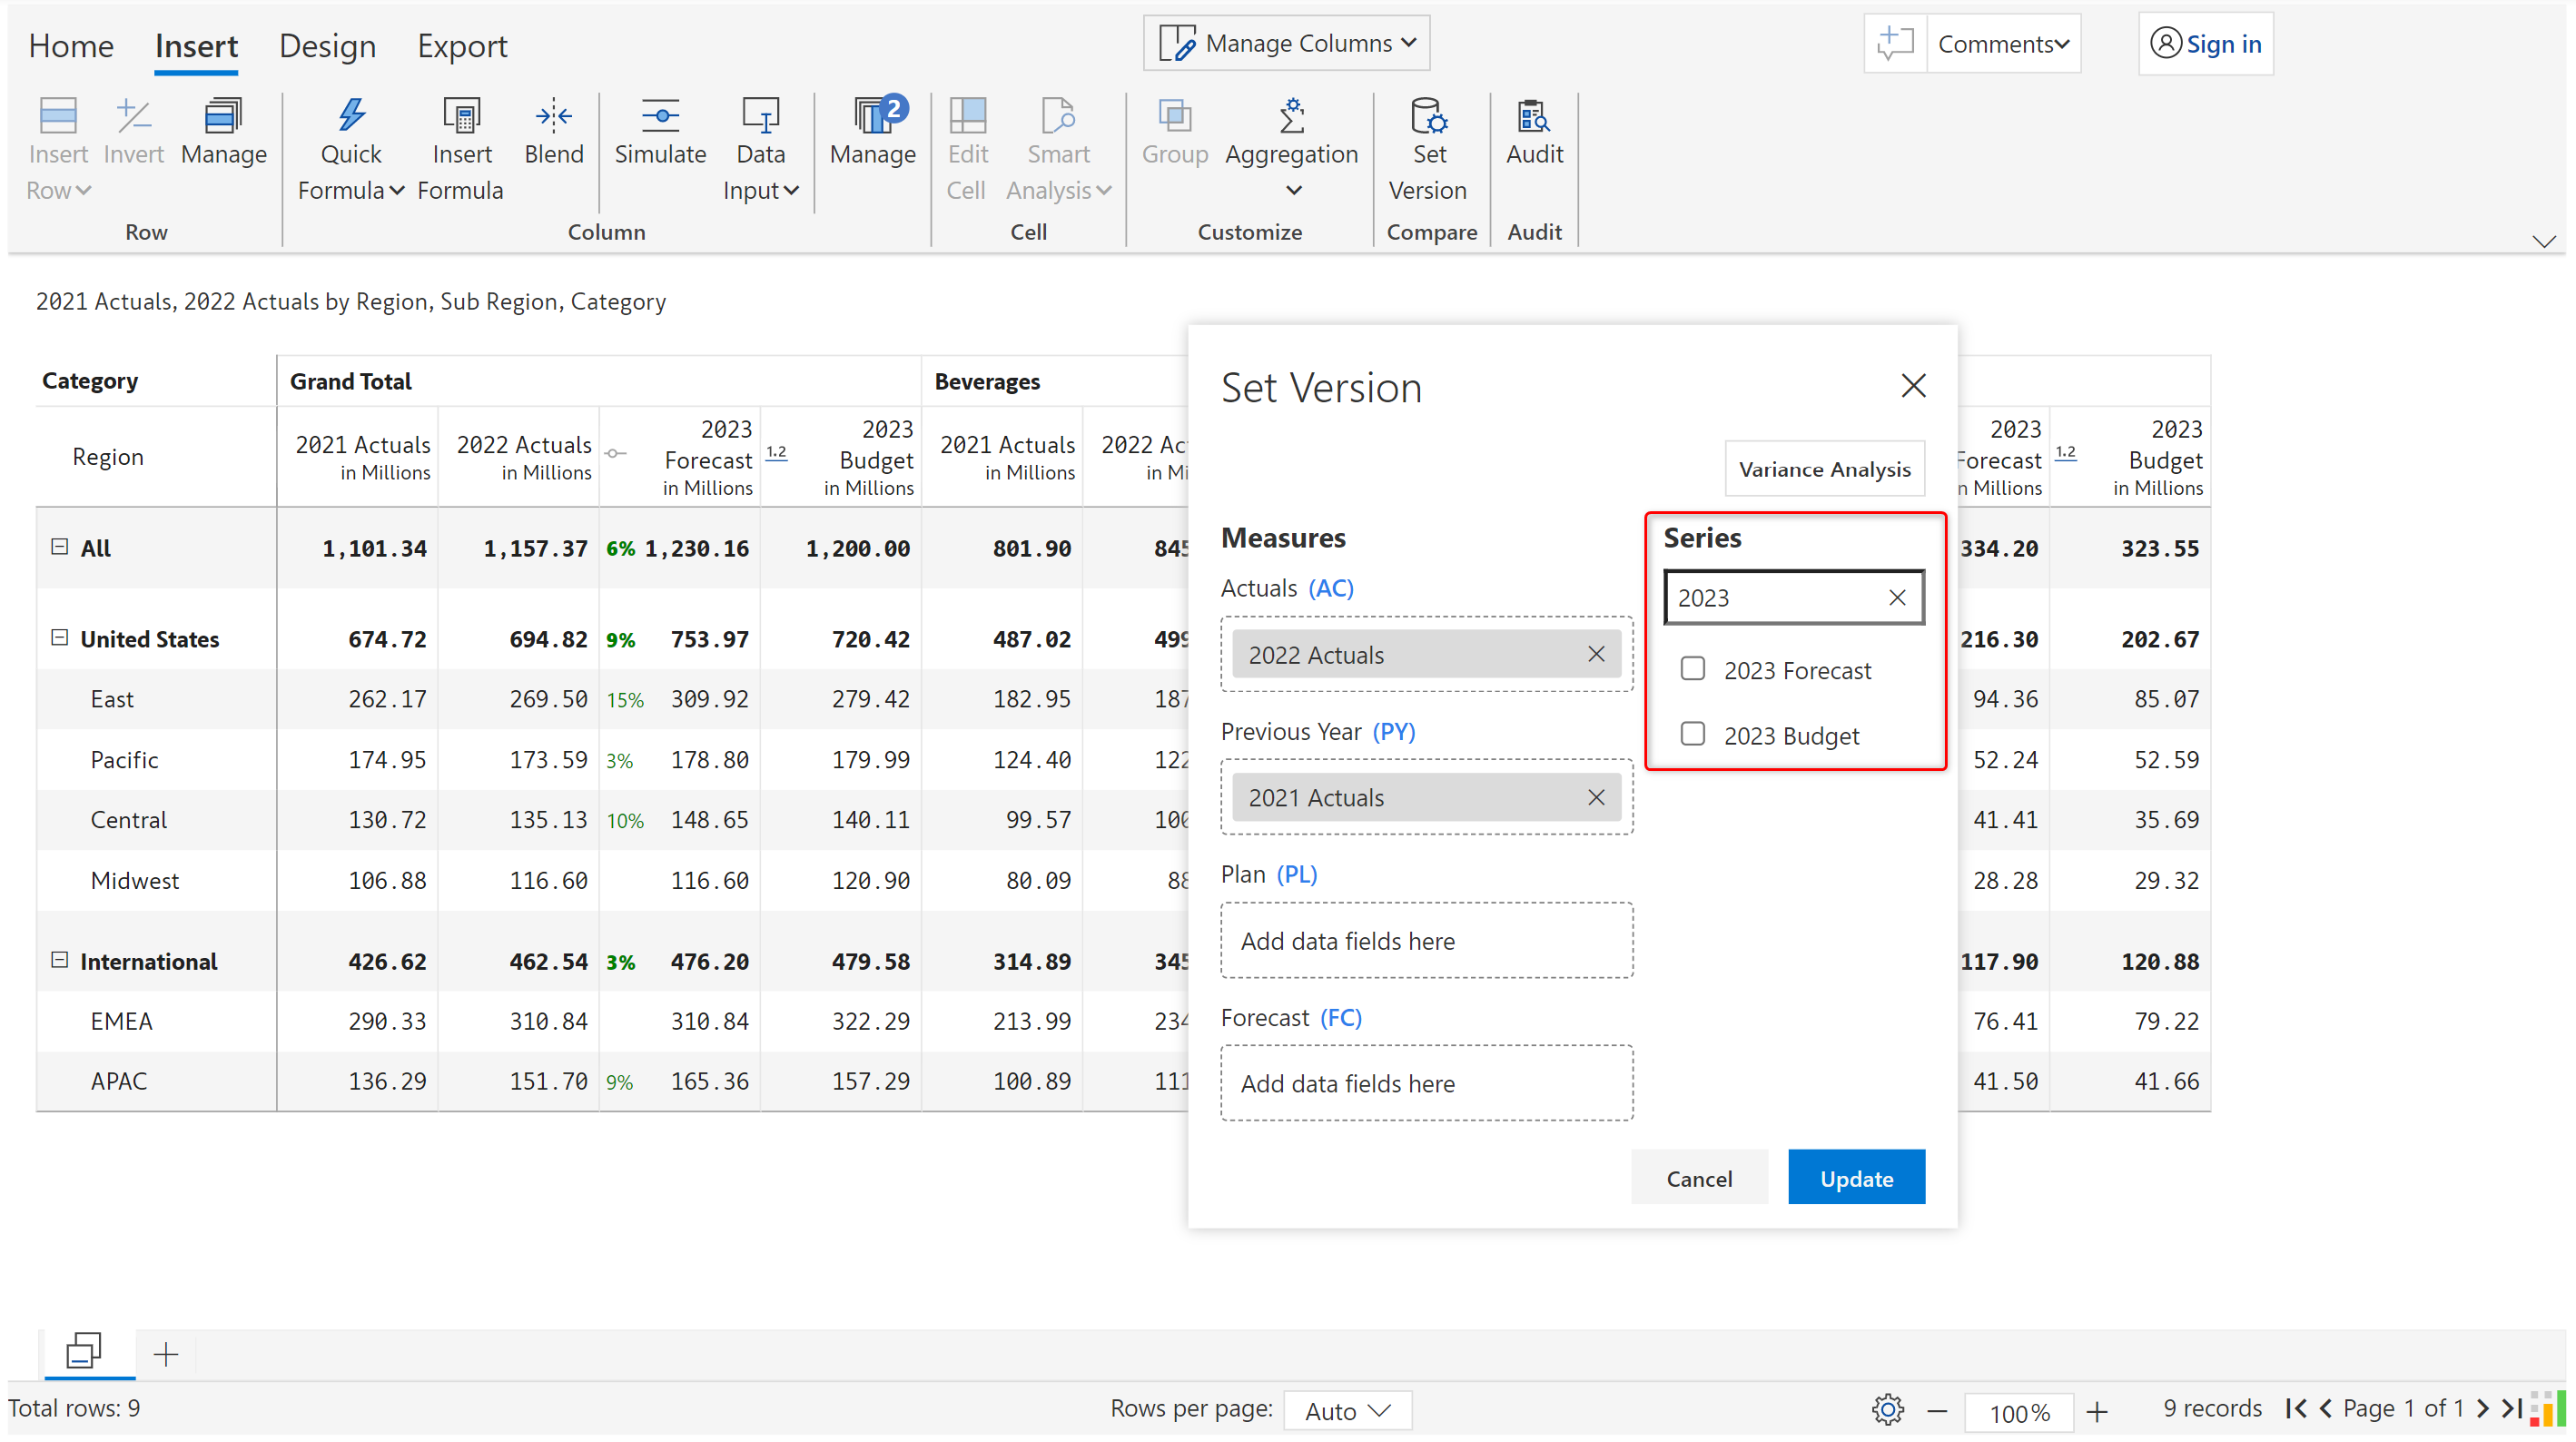 Home Insert Design Export
Manage Columns
Comments
Sign in
Insert Row
Invert
Manage
Quick Formula
Insert Formula
Blend
Simulate
Data Input
Manage
2
Edit Cell
Smart Analysis
Group
Aggregation
Set Version
Audit
Row
Column
Cell
Customize
Compare
Audit
2021 Actuals, 2022 Actuals by Region, Sub Region, Category
Category Grand Total Beverages
Region
2021 Actuals in Millions
2022 Actuals in Millions
2023 Forecast in Millions
1.2
2023 Budget in Millions
2021 Actuals in Millions
2023 Forecast
1.2
2023 Budget in Millions
All 1,101.34 1,157.37 6% 1,230.16 1,200.00 801.90 334.20 323.55
United States 674.72 694.82 9% 753.97 720.42 487.02 216.30 202.67
East 262.17 269.50 15% 309.92 279.42 182.95 94.36 85.07
Pacific 174.95 173.59 3% 178.80 179.99 124.40 52.24 52.59
Central 130.72 135.13 10% 148.65 140.11 99.57 41.41 35.69
Midwest 106.88 116.60 116.60 120.90 80.09 28.28 29.32
International 426.62 462.54 3% 476.20 479.58 314.89 117.90 120.88
EMEA 290.33 310.84 310.84 322.29 213.99 76.41 79.22
APAC 136.29 151.70 9% 165.36 157.29 100.89 41.50 41.66
Set Version
Variance Analysis
Measures
Actuals (AC)
2022 Actuals
Previous Year (PY)
2021 Actuals
Plan (PL)
Add data fields here
Forecast (FC)
Add data fields here
Series
2023
2023 Forecast
2023 Budget
Cancel
Update
Total rows: 9
Rows per page: Auto
100%
9 records
Page 1 of 1